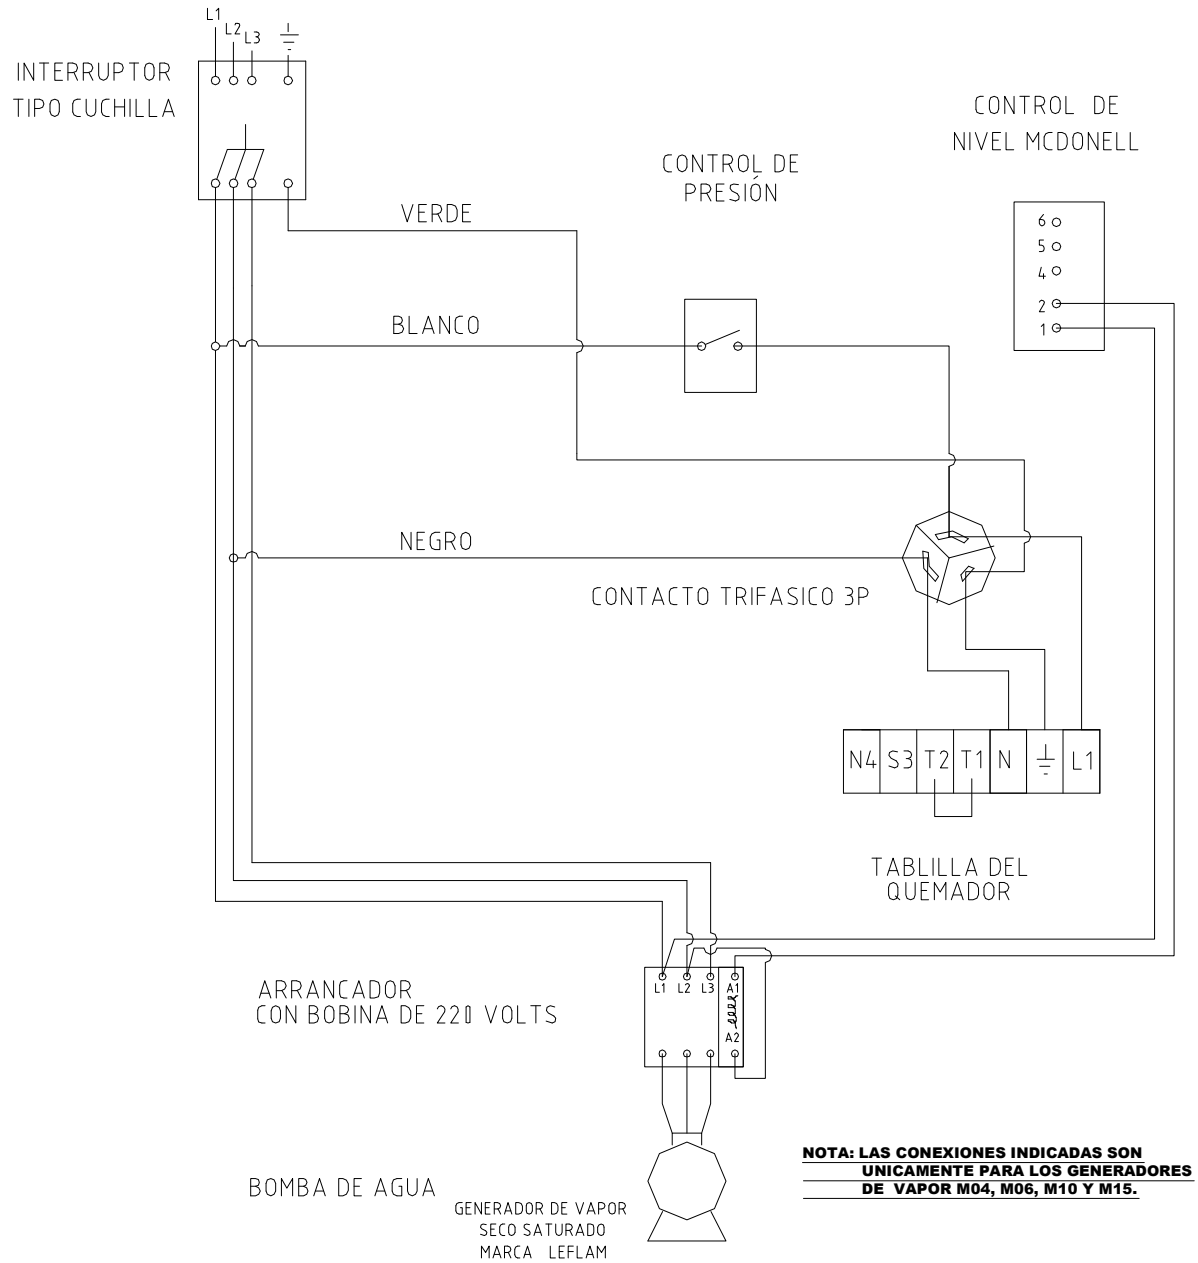 L1
L2
L3
INTERRUPTOR
TIPO CUCHILLA
CONTROL DE
NIVEL MCDONELL
CONTROL DE
PRESIÓN
6
5
4
2
1
VERDE
BLANCO
NEGRO
CONTACTO TRIFASICO 3P
N4 S3 T2 T1 N L1
TABLILLA DEL
QUEMADOR
ARRANCADOR
CON BOBINA DE 220 VOLTS
L1 L2 L3 A1
A2
BOMBA DE AGUA
GENERADOR DE VAPOR
SECO SATURADO
MARCA LEFLAM
NOTA: LAS CONEXIONES INDICADAS SON
UNICAMENTE PARA LOS GENERADORES
DE VAPOR M04, M06, M10 Y M15.